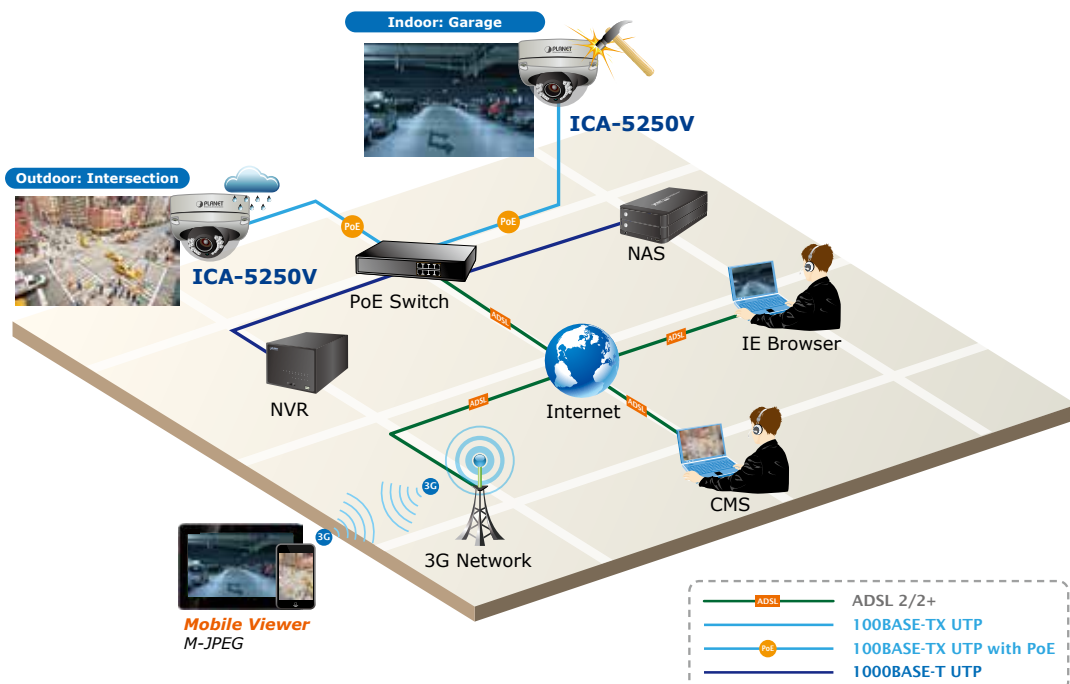 Indoor: Garage
PLANET
ICA-5250V
Outdoor: Intersection
PLANET
ICA-5250V
PoE
PoE
NAS
PoE Switch
ADSL
IE Browser
ADSL
NVR
Internet
ADSL
ADSL
CMS
3G
3G
3G Network
Mobile Viewer
M-JPEG
ADSL ADSL 2/2+
100BASE-TX UTP
PoE 100BASE-TX UTP with PoE
1000BASE-T UTP